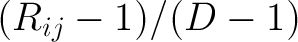 (R_{ij} − 1)/(D − 1)